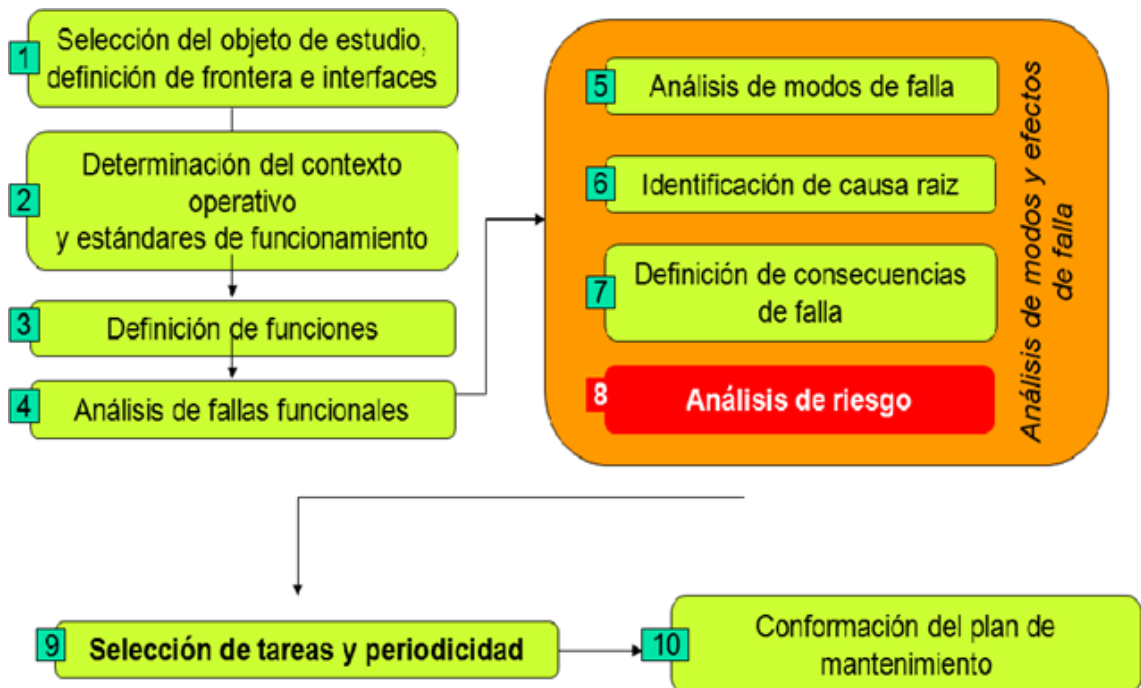 1
Selección del objeto de estudio,
definición de frontera e interfaces
2
Determinación del contexto
operativo
y estándares de funcionamiento
3
Definición de funciones
4
Análisis de fallas funcionales
5
Análisis de modos de falla
6
Identificación de causa raiz
7
Definición de consecuencias
de falla
8
Análisis de riesgo
Análisis de modos y efectos
de falla
9
Selección de tareas y periodicidad
10
Conformación del plan de
mantenimiento